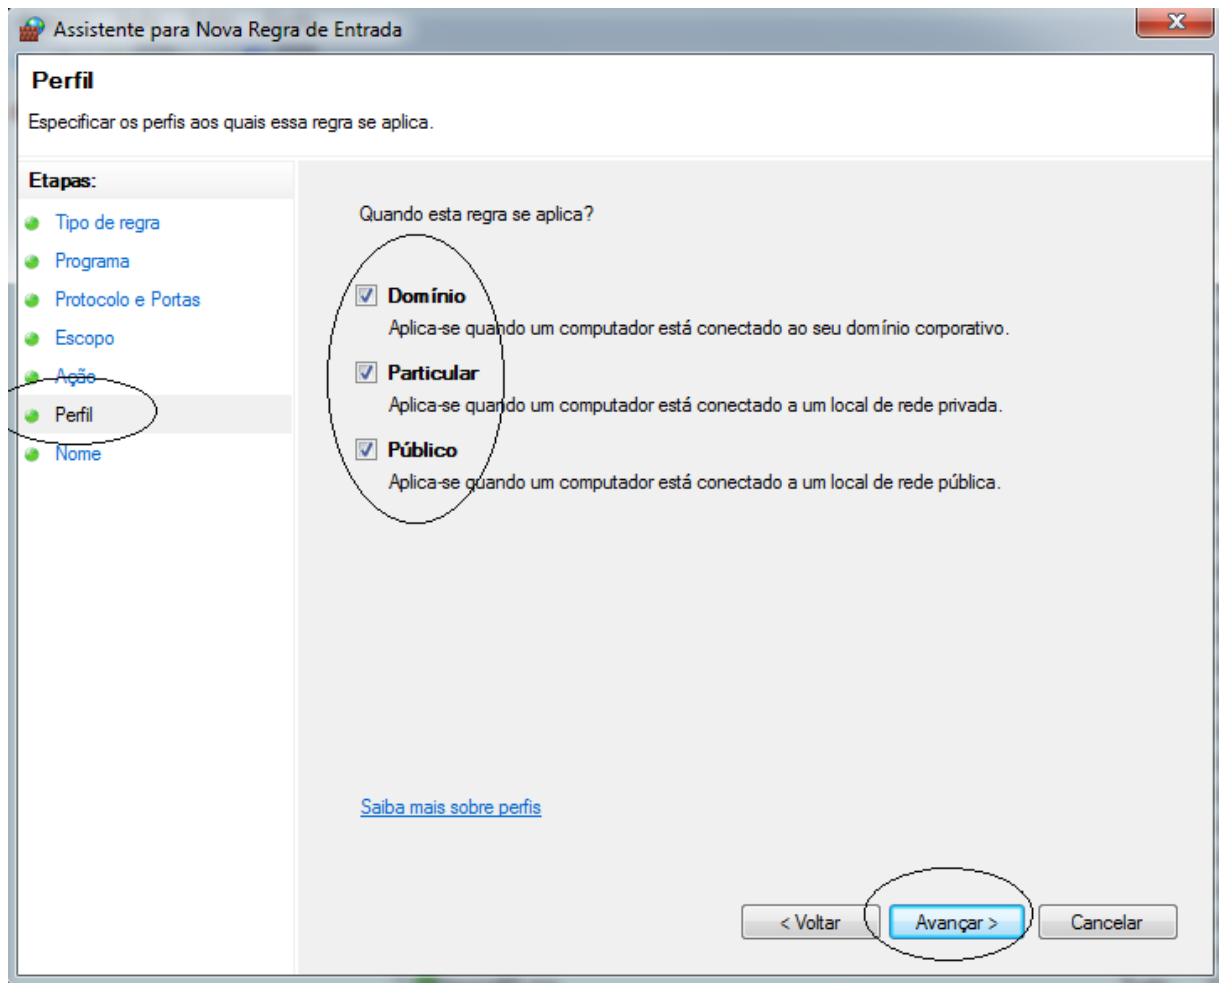 Assistente para Nova Regra de Entrada
X
Perfil
Especificar os perfis aos quais essa regra se aplica.
Etapas:
Tipo de regra
Programa
Protocolo e Portas
Escopo
Ação
Perfil
Nome
Quando esta regra se aplica?
Domínio
Aplica-se quando um computador está conectado ao seu domínio corporativo.
Particular
Aplica-se quando um computador está conectado a um local de rede privada.
Público
Aplica-se quando um computador está conectado a um local de rede pública.
Saiba mais sobre perfis
< Voltar Avançar > Cancelar